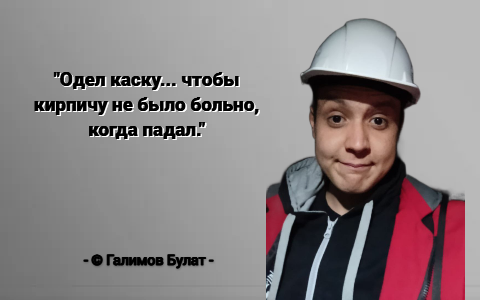 "Одел каску... чтобы
кирпичу не было больно,
когда падал."
- © Галимов Булат -